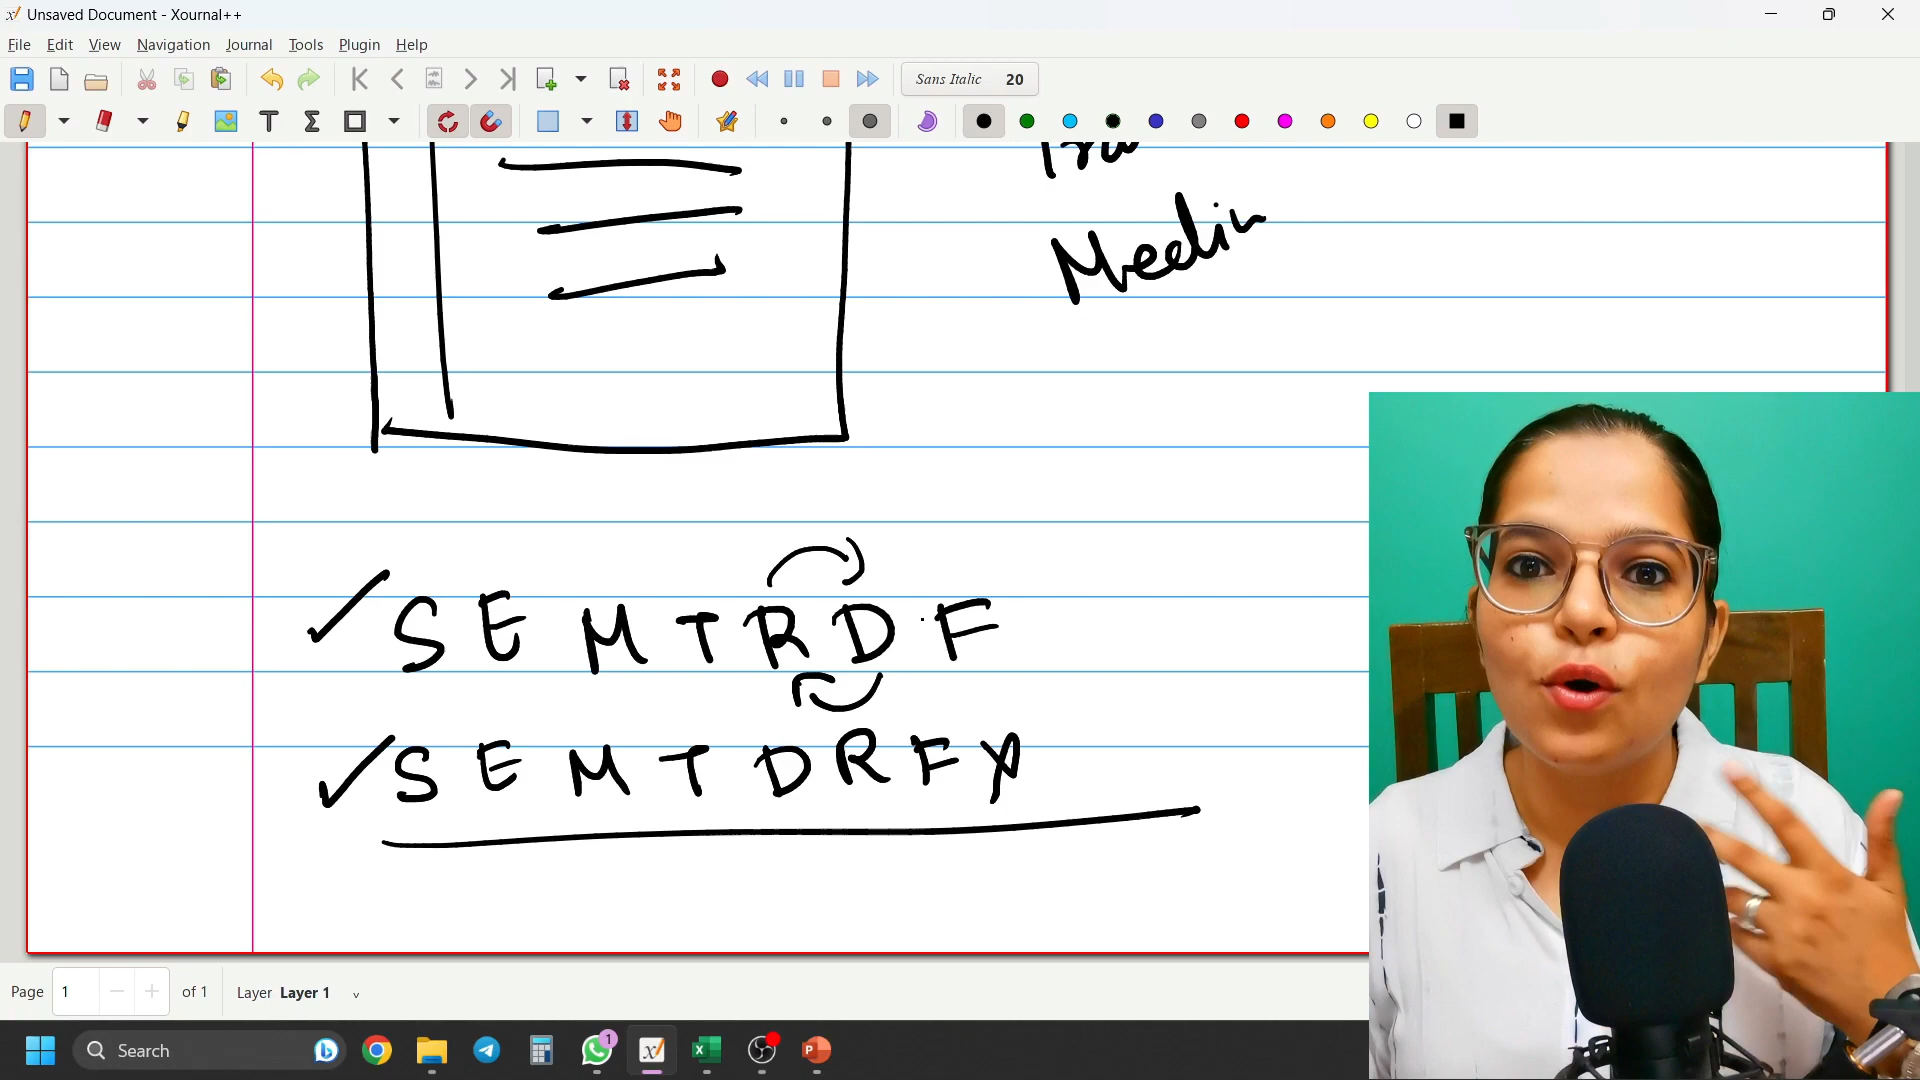 Unsaved Document - Xournal++
File Edit View Navigation Journal Tools Plugin Help
Sans Italic 20
S E M T R D F
S E M T D R F X
Page 1 of 1 Layer Layer 1
Search
1